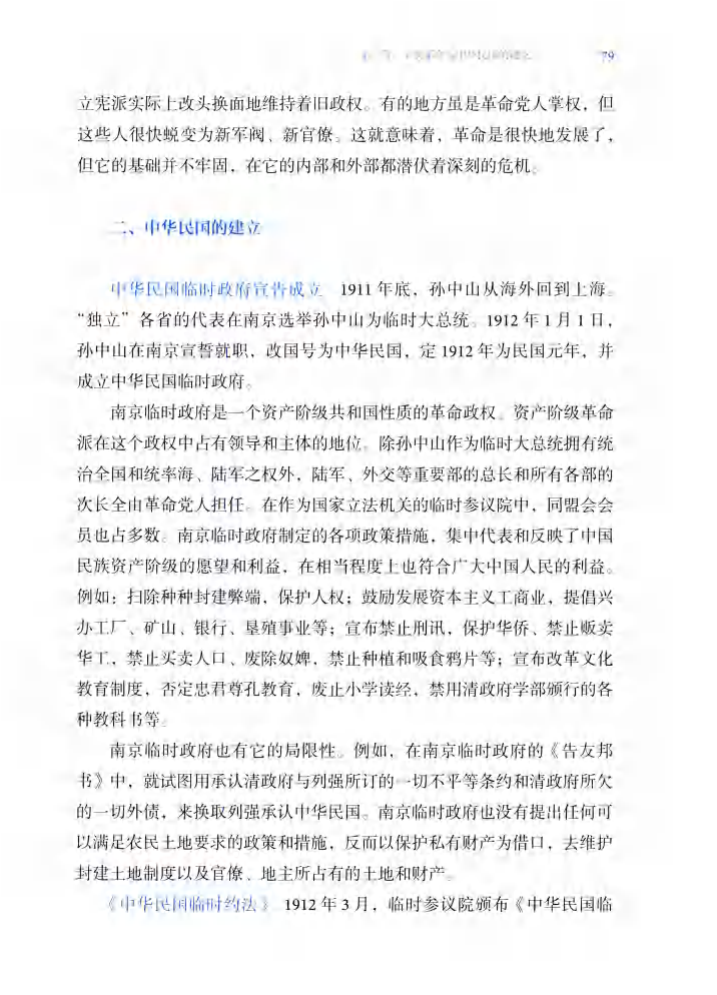 79
立宪派实际上改头换面地维持着旧政权。有的地方虽是革命党人掌权，但
这些人很快蜕变为新军阀、新官僚。这就意味着，革命是很快地发展了，
但它的基础并不牢固，在它的内部和外部都潜伏着深刻的危机。
二、中华民国的建立
中华民国临时政府宣告成立 1911 年底，孙中山从海外回到上海。
“独立”各省的代表在南京选举孙中山为临时大总统。1912 年 1 月 1 日，
孙中山在南京宣誓就职，改国号为中华民国，定 1912 年为民国元年，并
成立中华民国临时政府。
南京临时政府是一个资产阶级共和国性质的革命政权。资产阶级革命
派在这个政权中占有领导和主体的地位。除孙中山作为临时大总统拥有统
治全国和统率海、陆军之权外，陆军、外交等重要部的总长和所有各部的
次长全由革命党人担任。在作为国家立法机关的临时参议院中，同盟会会
员也占多数。南京临时政府制定的各项政策措施，集中代表和反映了中国
民族资产阶级的愿望和利益，在相当程度上也符合广大中国人民的利益。
例如：扫除种种封建弊端，保护人权；鼓励发展资本主义工商业，提倡兴
办工厂、矿山、银行、垦殖事业等；宣布禁止刑讯，保护华侨、禁止贩卖
华工，禁止买卖人口、废除奴婢，禁止种植和吸食鸦片等；宣布改革文化
教育制度，否定忠君尊孔教育，废止小学读经，禁用清政府学部颁行的各
种教科书等。
南京临时政府也有它的局限性。例如，在南京临时政府的《告友邦
书》中，就试图用承认清政府与列强所订的一切不平等条约和清政府所欠
的一切外债，来换取列强承认中华民国。南京临时政府也没有提出任何可
以满足农民土地要求的政策和措施，反而以保护私有财产为借口，去维护
封建土地制度以及官僚、地主所占有的土地和财产。
《中华民国临时约法》 1912 年 3 月，临时参议院颁布《中华民国临